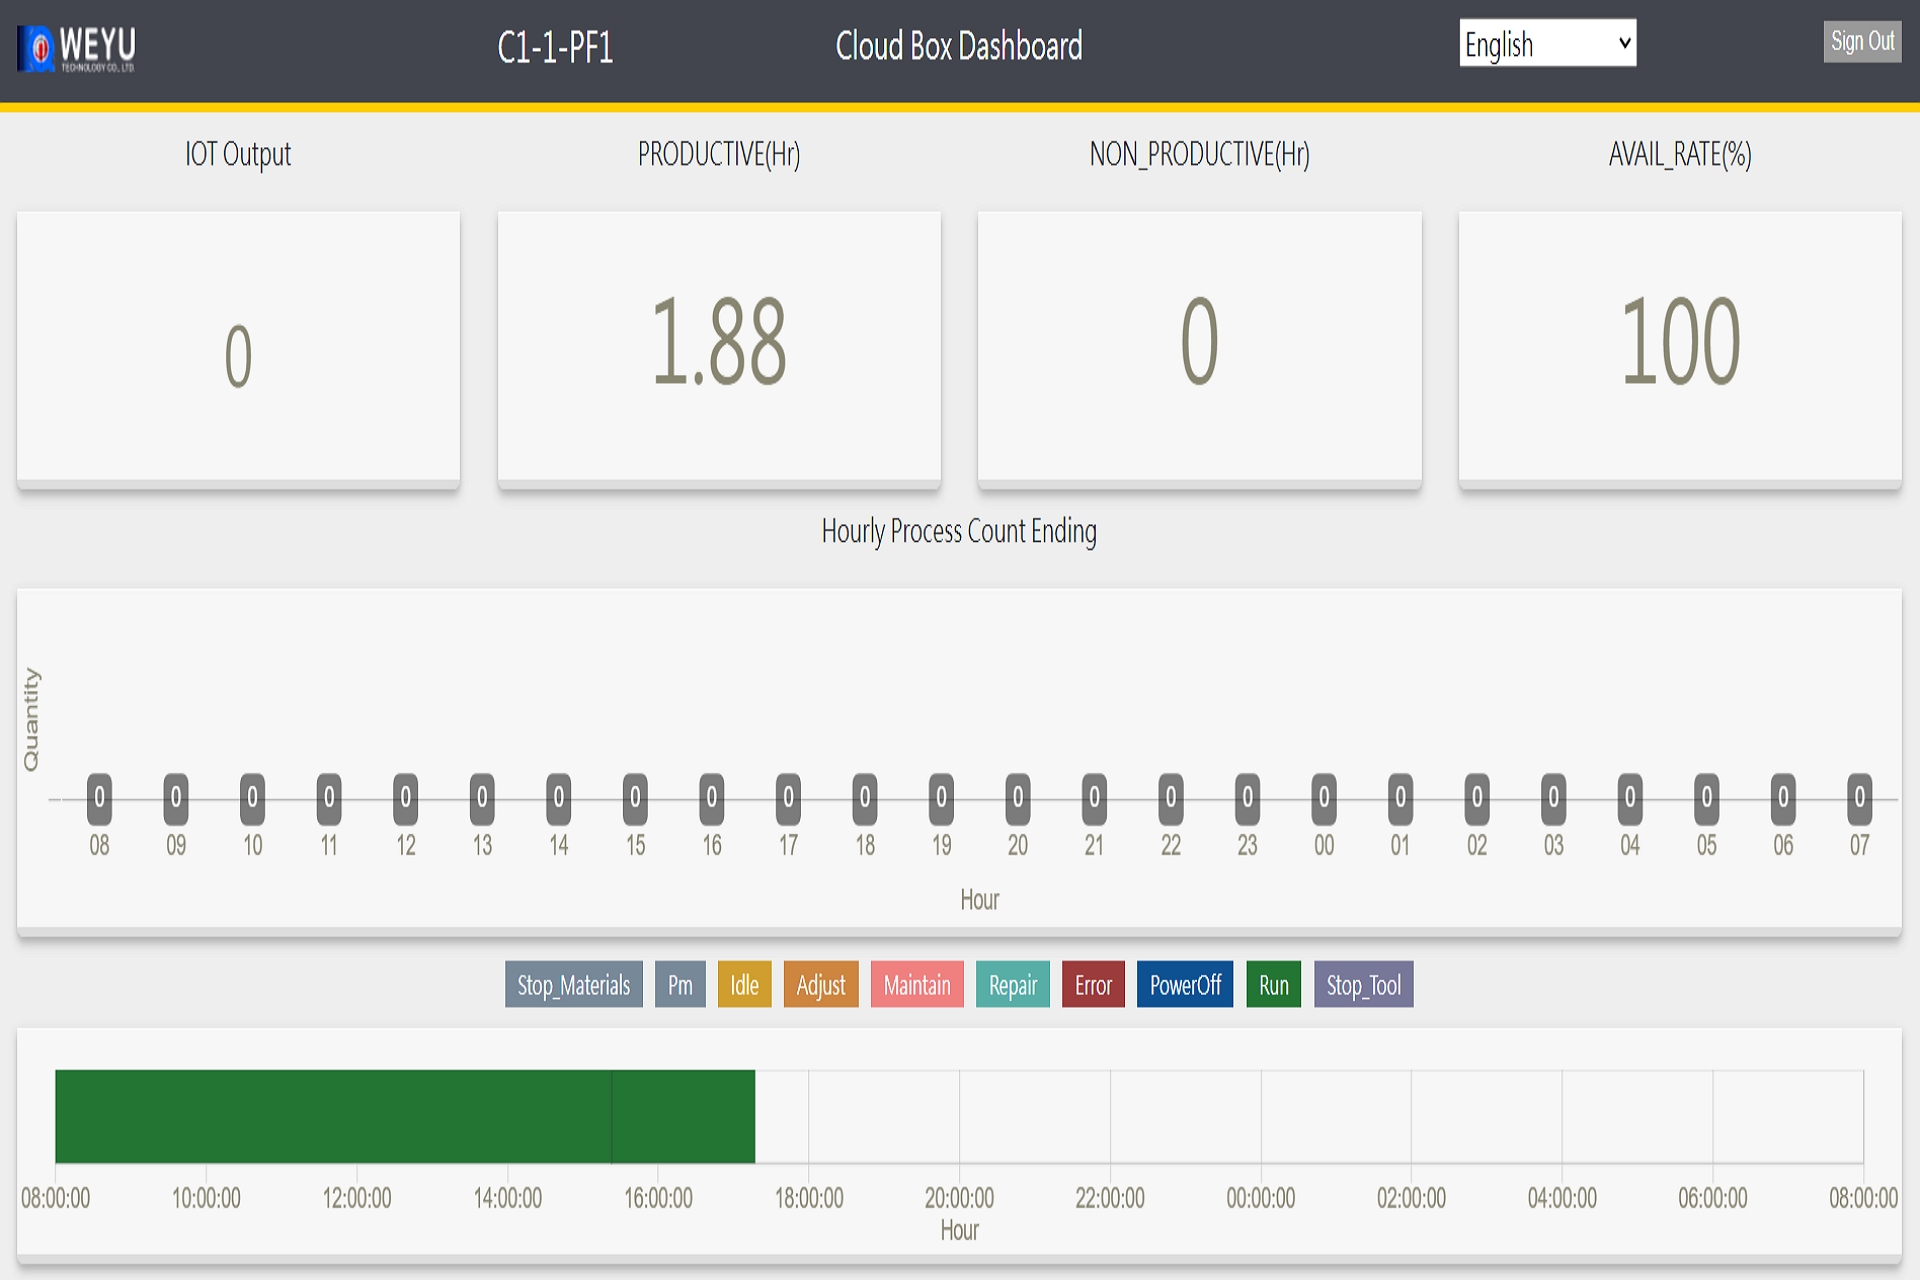 WEYU
TECHNOLOGY CO., LTD.
C1-1-PF1
Cloud Box Dashboard
English
Sign Out
IOT Output
PRODUCTIVE(Hr)
NON_PRODUCTIVE(Hr)
AVAIL_RATE(%)
0
1.88
0
100
Hourly Process Count Ending
Quantity
0 0 0 0 0 0 0 0 0 0 0 0 0 0 0 0 0 0 0 0 0 0 0 0
08 09 10 11 12 13 14 15 16 17 18 19 20 21 22 23 00 01 02 03 04 05 06 07
Hour
Stop_Materials Pm Idle Adjust Maintain Repair Error PowerOff Run Stop_Tool
08:00:00 10:00:00 12:00:00 14:00:00 16:00:00 18:00:00 20:00:00 22:00:00 00:00:00 02:00:00 04:00:00 06:00:00 08:00:00
Hour